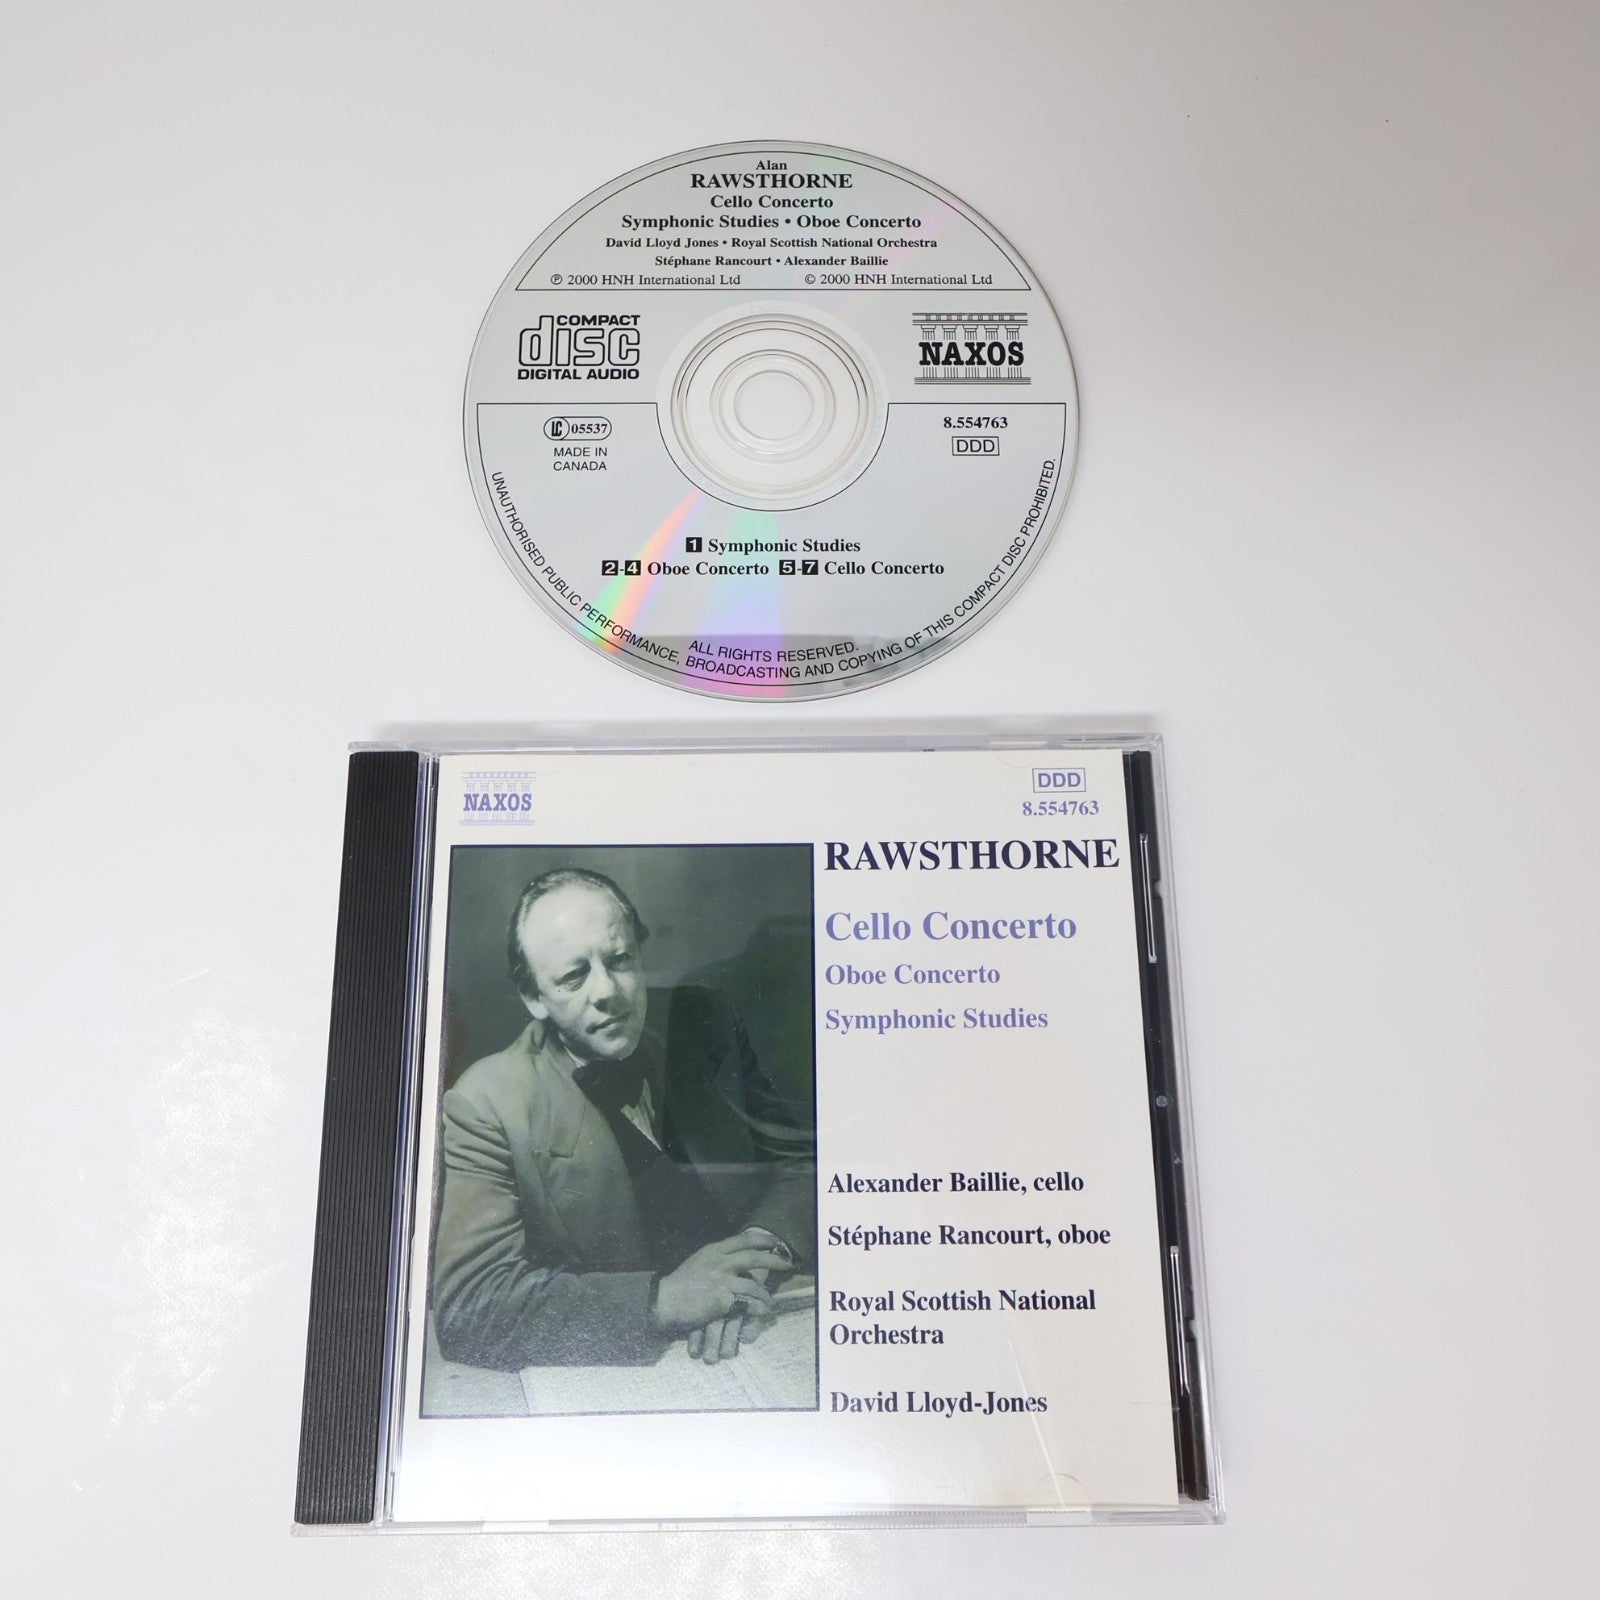 Alan
RAWSTHORNE
Cello Concerto
Symphonic Studies • Oboe Concerto
David Lloyd Jones • Royal Scottish National Orchestra
Stéphane Rancourt • Alexander Baillie
℗ 2000 HNH International Ltd © 2000 HNH International Ltd
COMPACT
disc
DIGITAL AUDIO
NAXOS
LC 05537
MADE IN
CANADA
8.554763
DDD
1 Symphonic Studies
2-4 Oboe Concerto 5-7 Cello Concerto
ALL RIGHTS RESERVED.
UNAUTHORISED PUBLIC PERFORMANCE, BROADCASTING AND COPYING OF THIS COMPACT DISC PROHIBITED.
NAXOS
DDD
8.554763
RAWSTHORNE
Cello Concerto
Oboe Concerto
Symphonic Studies
Alexander Baillie, cello
Stéphane Rancourt, oboe
Royal Scottish National
Orchestra
David Lloyd-Jones